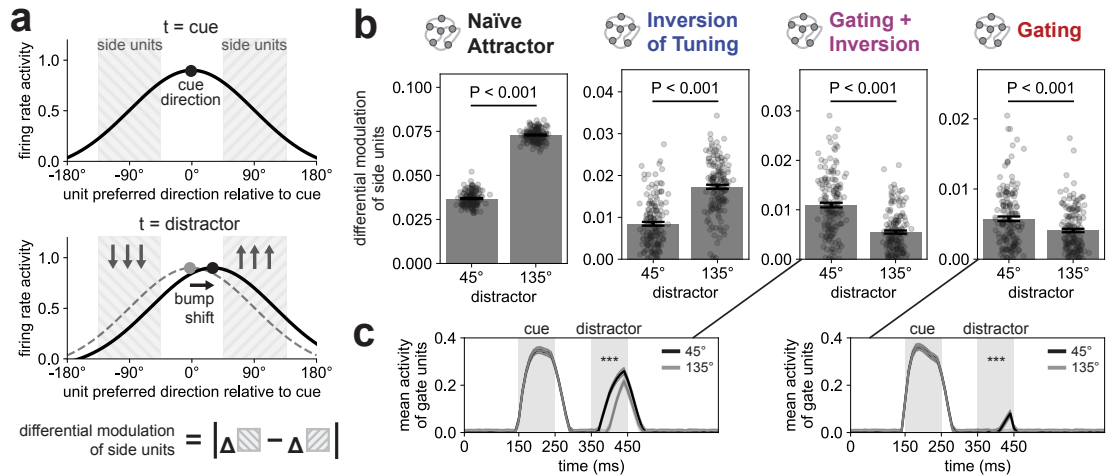 a
t = cue
side units
side units
firing rate activity
1.0
0.5
0.0
cue
direction
-180°
-90°
0°
90°
180°
unit preferred direction relative to cue
t = distractor
firing rate activity
1.0
0.5
0.0
bump
shift
-180°
-90°
0°
90°
180°
unit preferred direction relative to cue
differential modulation
of side units
= | Δ - Δ |
b
Naïve
Attractor
Inversion
of Tuning
Gating +
Inversion
Gating
differential modulation
of side units
0.100
0.075
0.050
0.025
0.000
P < 0.001
45°
135°
distractor
0.04
0.03
0.02
0.01
0.00
P < 0.001
45°
135°
distractor
0.03
0.02
0.01
0.00
P < 0.001
45°
135°
distractor
0.02
0.01
0.00
P < 0.001
45°
135°
distractor
c
mean activity
of gate units
0.4
0.2
0.0
cue
distractor
***
45°
135°
0
150
300
450
600
time (ms)
mean activity
of gate units
0.4
0.2
0.0
cue
distractor
***
45°
135°
0
150
300
450
600
time (ms)